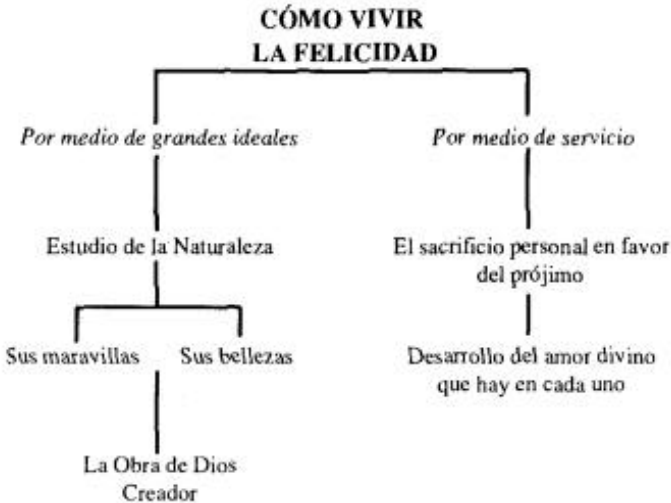 CÓMO VIVIR
LA FELICIDAD
Por medio de grandes ideales
Por medio de servicio
Estudio de la Naturaleza
El sacrificio personal en favor
del prójimo
Sus maravillas
Sus bellezas
Desarrollo del amor divino
que hay en cada uno
La Obra de Dios
Creador